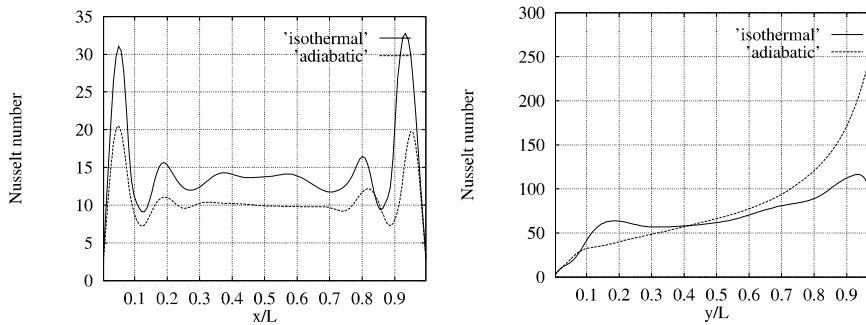 35
30
25
20
15
10
5
0
Nusselt number
'isothermal'
'adiabatic'
0.1 0.2 0.3 0.4 0.5 0.6 0.7 0.8 0.9
x/L
300
250
200
150
100
50
0
Nusselt number
'isothermal'
'adiabatic'
0.1 0.2 0.3 0.4 0.5 0.6 0.7 0.8 0.9
y/L